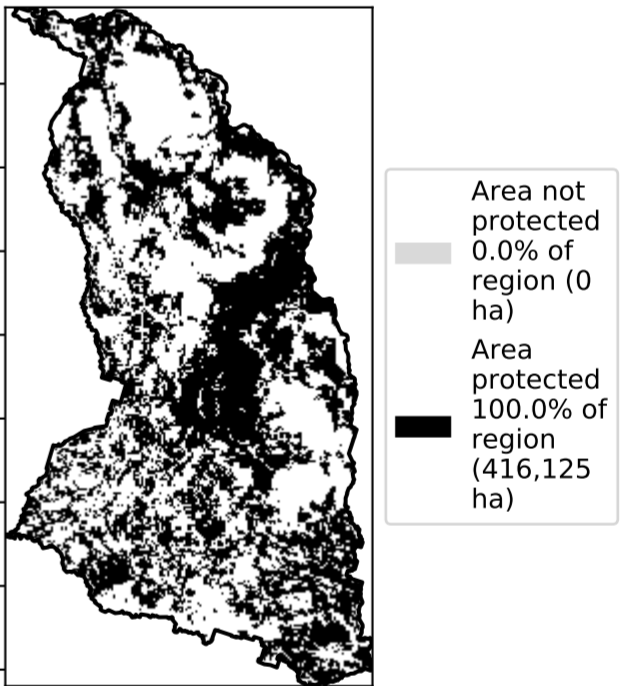 Area not
protected
0.0% of
region (0
ha)
Area
protected
100.0% of
region
(416,125
ha)